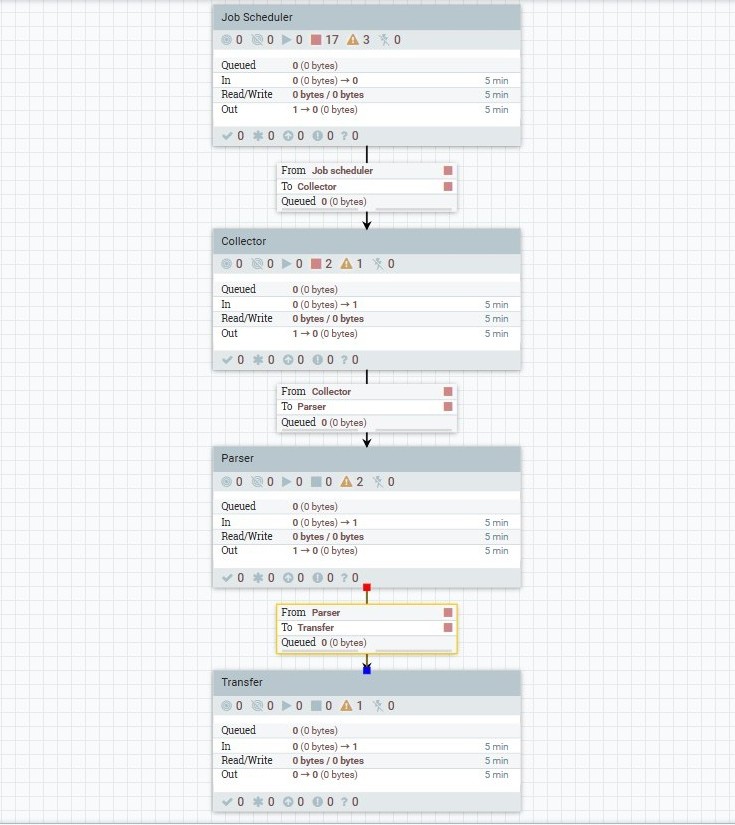 Job Scheduler
0 0 0 17 3 0
Queued 0 (0 bytes)
In 0 (0 bytes) → 0 5 min
Read/Write 0 bytes / 0 bytes 5 min
Out 1 → 0 (0 bytes) 5 min
0 0 0 0 ? 0
From Job scheduler
To Collector
Queued 0 (0 bytes)
Collector
0 0 0 2 1 0
Queued 0 (0 bytes)
In 0 (0 bytes) → 1 5 min
Read/Write 0 bytes / 0 bytes 5 min
Out 1 → 0 (0 bytes) 5 min
0 0 0 0 ? 0
From Collector
To Parser
Queued 0 (0 bytes)
Parser
0 0 0 0 2 0
Queued 0 (0 bytes)
In 0 (0 bytes) → 1 5 min
Read/Write 0 bytes / 0 bytes 5 min
Out 1 → 0 (0 bytes) 5 min
0 0 0 0 ? 0
From Parser
To Transfer
Queued 0 (0 bytes)
Transfer
0 0 0 0 1 0
Queued 0 (0 bytes)
In 0 (0 bytes) → 1 5 min
Read/Write 0 bytes / 0 bytes 5 min
Out 0 → 0 (0 bytes) 5 min
0 0 0 0 ? 0